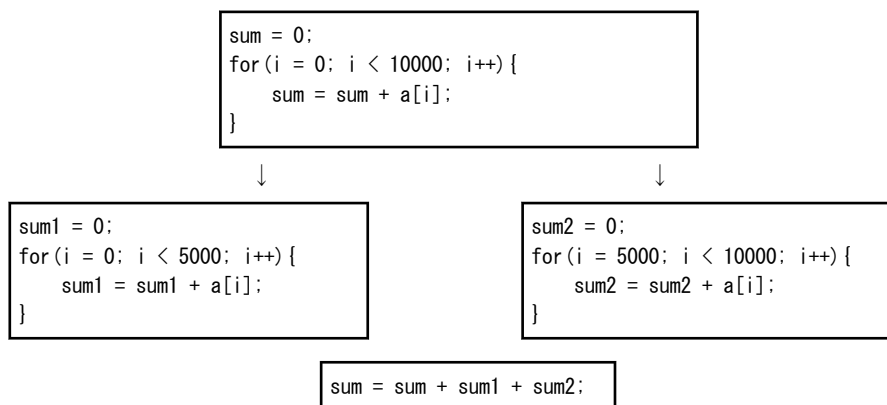 sum = 0;
for(i = 0; i < 10000; i++){
    sum = sum + a[i];
}
↓ ↓
sum1 = 0;
for(i = 0; i < 5000; i++){
    sum1 = sum1 + a[i];
}
sum2 = 0;
for(i = 5000; i < 10000; i++){
    sum2 = sum2 + a[i];
}
sum = sum + sum1 + sum2;